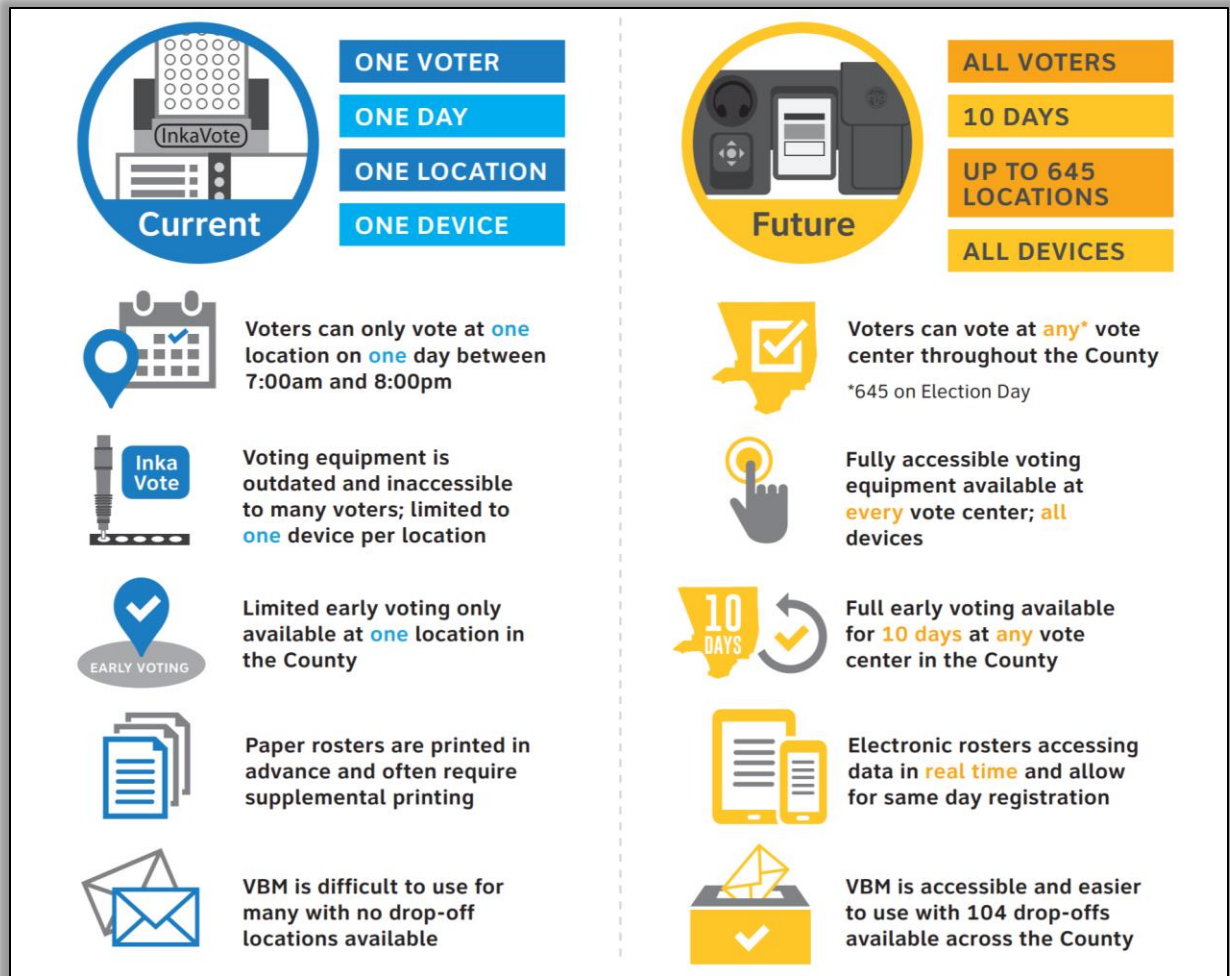 InkaVote
Current
ONE VOTER
ONE DAY
ONE LOCATION
ONE DEVICE
Voters can only vote at one
location on one day between
7:00am and 8:00pm
Inka
Vote
Voting equipment is
outdated and inaccessible
to many voters; limited to
one device per location
EARLY VOTING
Limited early voting only
available at one location in
the County
Paper rosters are printed in
advance and often require
supplemental printing
VBM is difficult to use for
many with no drop-off
locations available
Future
ALL VOTERS
10 DAYS
UP TO 645
LOCATIONS
ALL DEVICES
Voters can vote at any* vote
center throughout the County
*645 on Election Day
Fully accessible voting
equipment available at
every vote center; all
devices
10
DAYS
Full early voting available
for 10 days at any vote
center in the County
Electronic rosters accessing
data in real time and allow
for same day registration
VBM is accessible and easier
to use with 104 drop-offs
available across the County